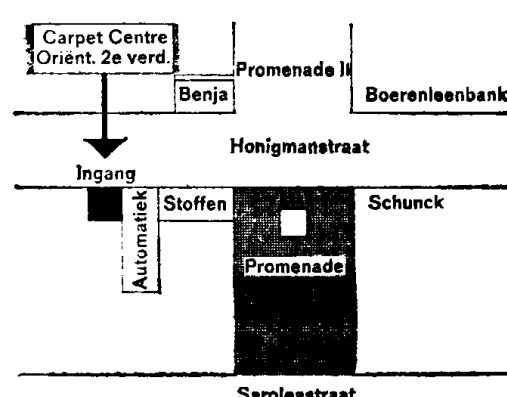 Carpet Centre
Oriënt. 2e verd.
Promenade II
Benja
Boerenleenbank
Honigmanstraat
Ingang
Automatiek
Stoffen
Schunck
Promenade
Saroleastraat